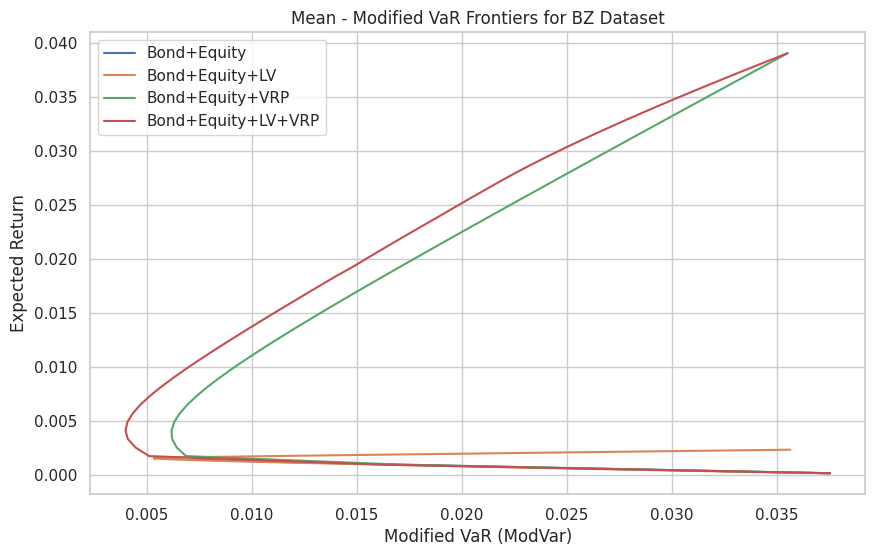 Mean - Modified VaR Frontiers for BZ Dataset
Bond+Equity
Bond+Equity+LV
Bond+Equity+VRP
Bond+Equity+LV+VRP
Expected Return
0.040
0.035
0.030
0.025
0.020
0.015
0.010
0.005
0.000
0.005 0.010 0.015 0.020 0.025 0.030 0.035
Modified VaR (ModVar)